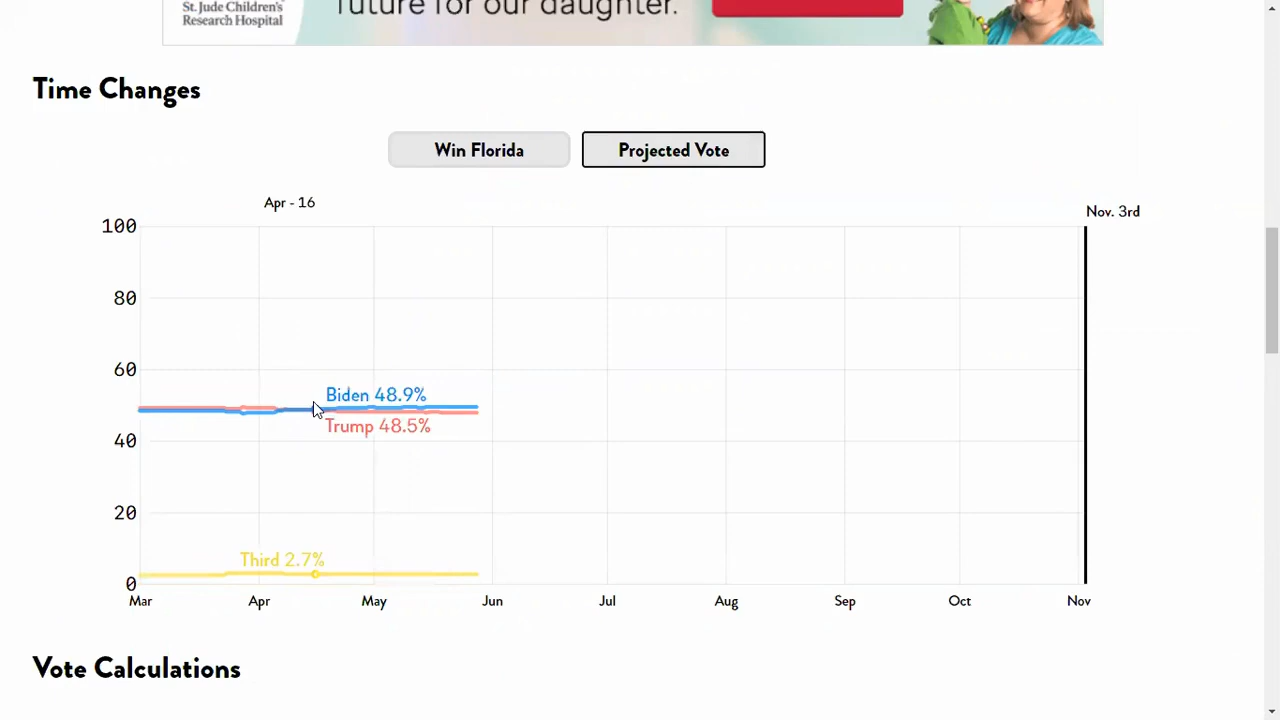 St. Jude Children's
Research Hospital
future for our daughter.
Time Changes
Win Florida
Projected Vote
Apr - 16
Nov. 3rd
100
80
60
Biden 48.9%
Trump 48.5%
40
20
Third 2.7%
0
Mar Apr May Jun Jul Aug Sep Oct Nov
Vote Calculations